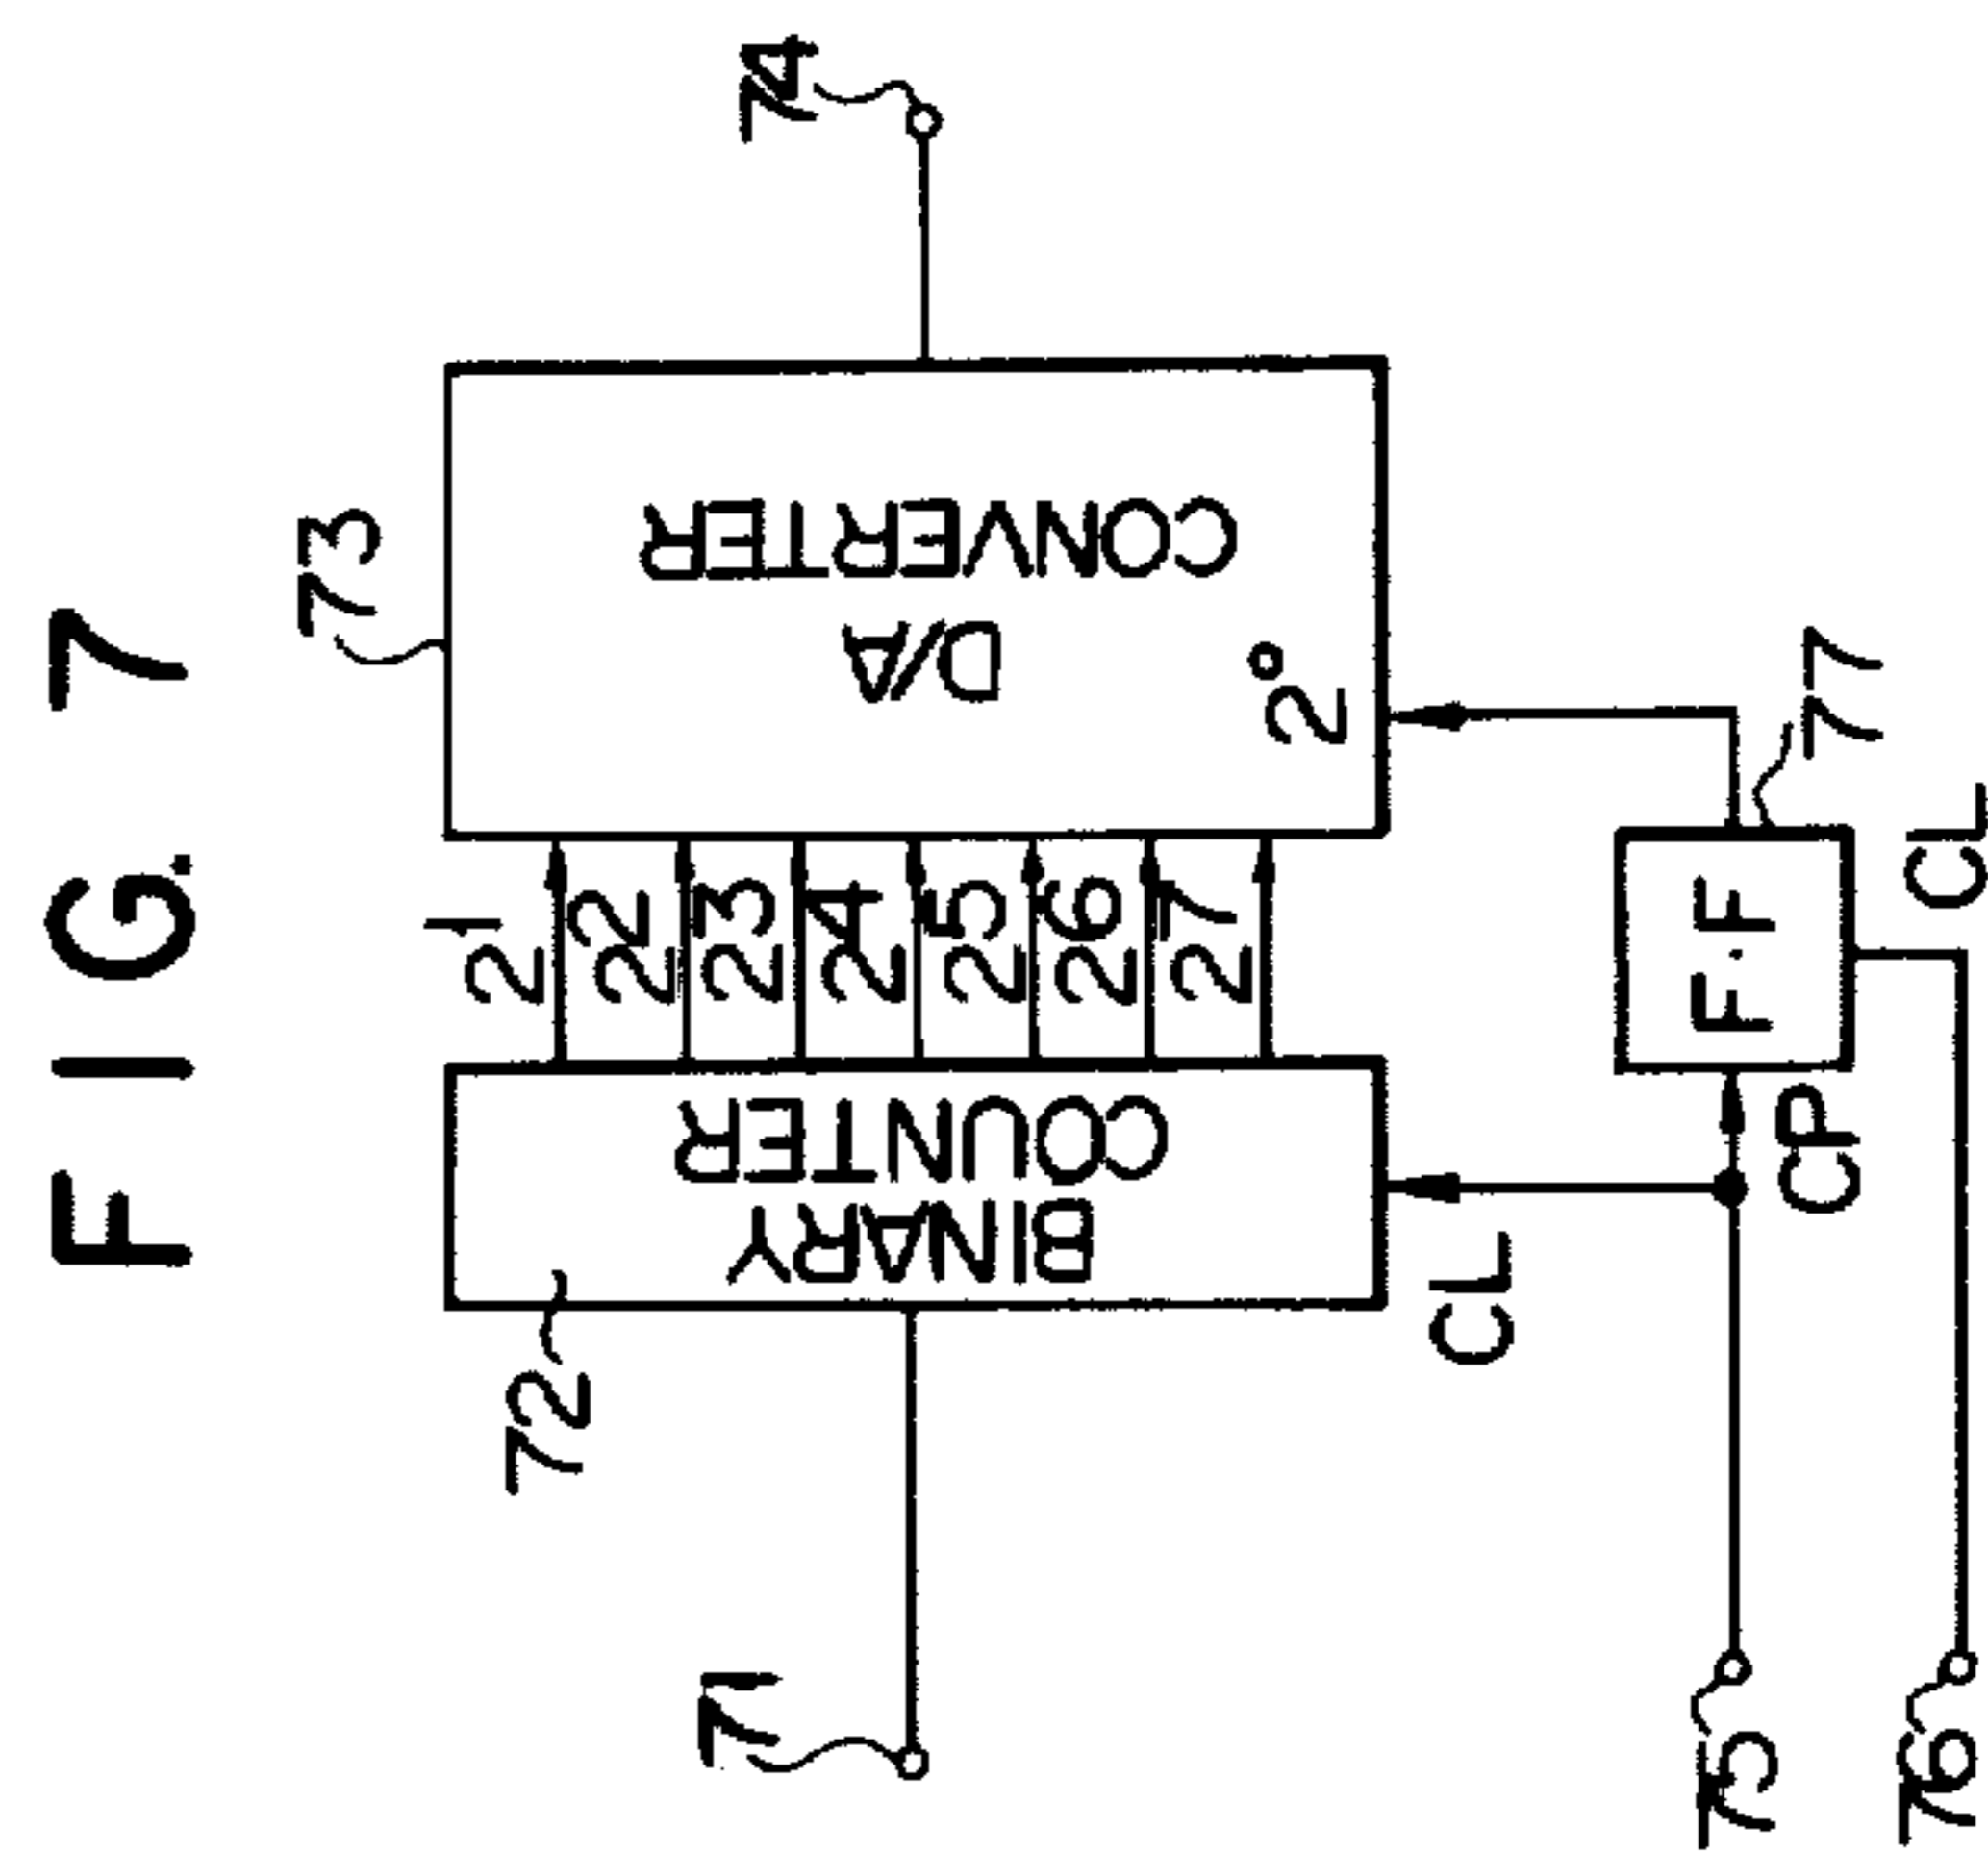 FIG. 7
73
74
72
71
BINARY
COUNTER
2¹
2²
2³
2⁴
2⁵
2⁶
2⁷
D/A
CONVERTER
2⁰
CL
75
CP
F.F
77
76
CL